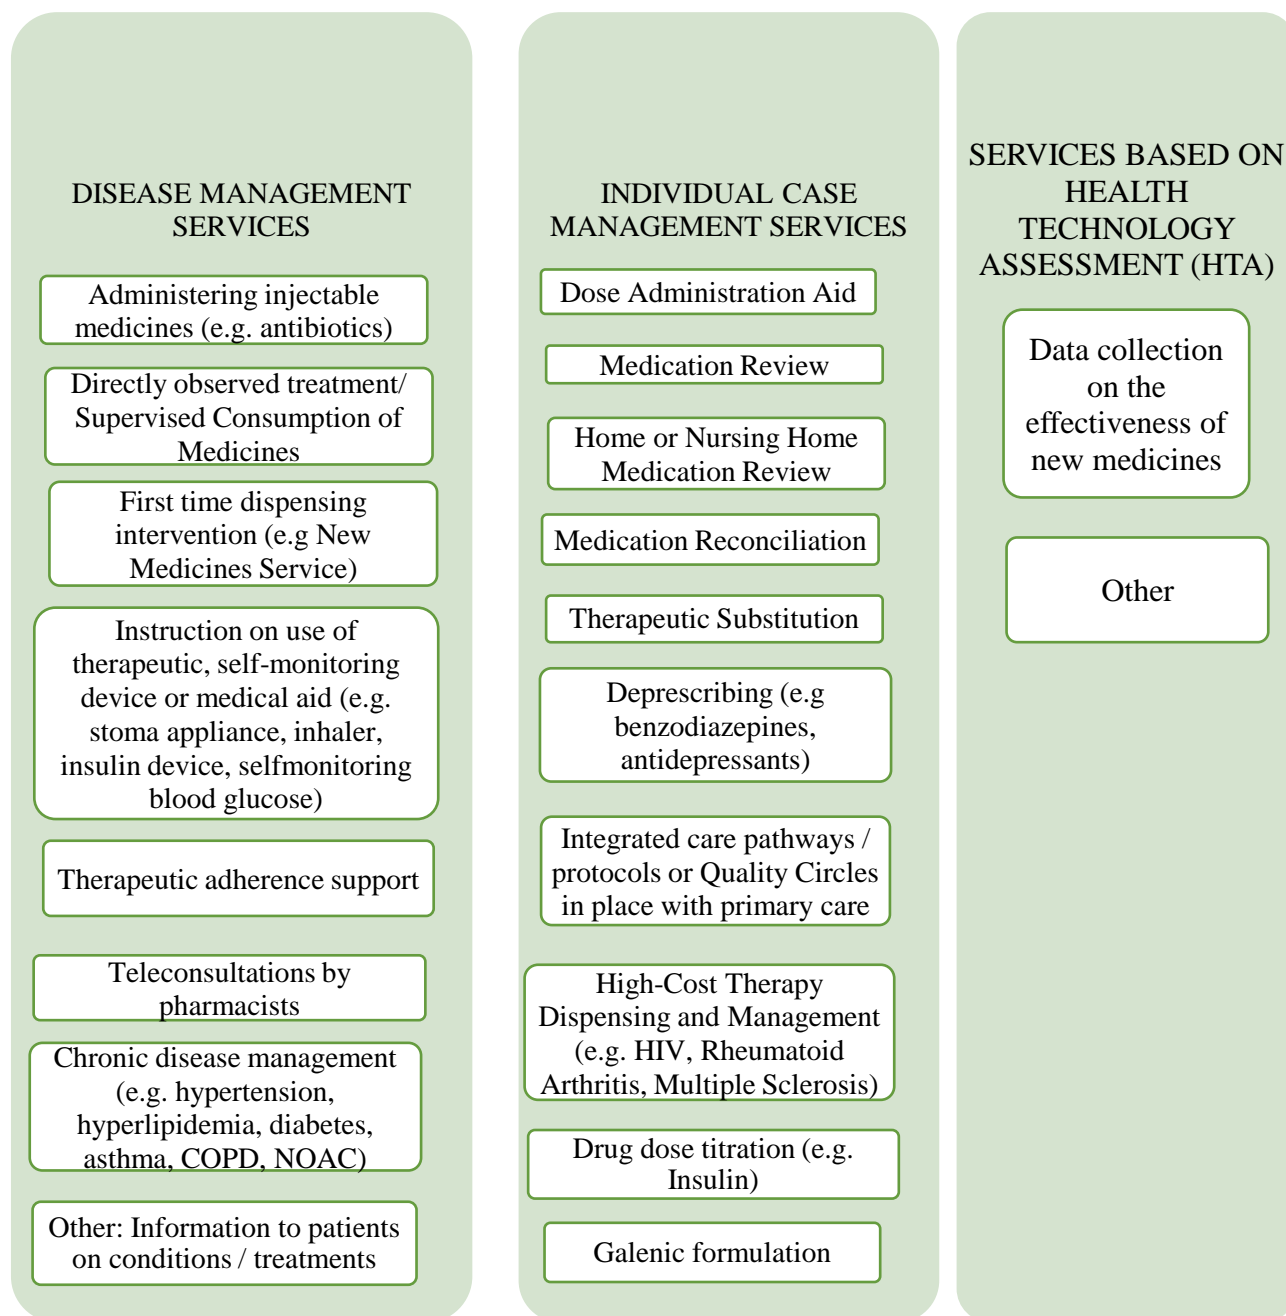 DISEASE MANAGEMENT
SERVICES
Administering injectable
medicines (e.g. antibiotics)
Directly observed treatment/
Supervised Consumption of
Medicines
First time dispensing
intervention (e.g New
Medicines Service)
Instruction on use of
therapeutic, self-monitoring
device or medical aid (e.g.
stoma appliance, inhaler,
insulin device, selfmonitoring
blood glucose)
Therapeutic adherence support
Teleconsultations by
pharmacists
Chronic disease management
(e.g. hypertension,
hyperlipidemia, diabetes,
asthma, COPD, NOAC)
Other: Information to patients
on conditions / treatments
INDIVIDUAL CASE
MANAGEMENT SERVICES
Dose Administration Aid
Medication Review
Home or Nursing Home
Medication Review
Medication Reconciliation
Therapeutic Substitution
Deprescribing (e.g
benzodiazepines,
antidepressants)
Integrated care pathways /
protocols or Quality Circles
in place with primary care
High-Cost Therapy
Dispensing and Management
(e.g. HIV, Rheumatoid
Arthritis, Multiple Sclerosis)
Drug dose titration (e.g.
Insulin)
Galenic formulation
SERVICES BASED ON
HEALTH
TECHNOLOGY
ASSESSMENT (HTA)
Data collection
on the
effectiveness of
new medicines
Other